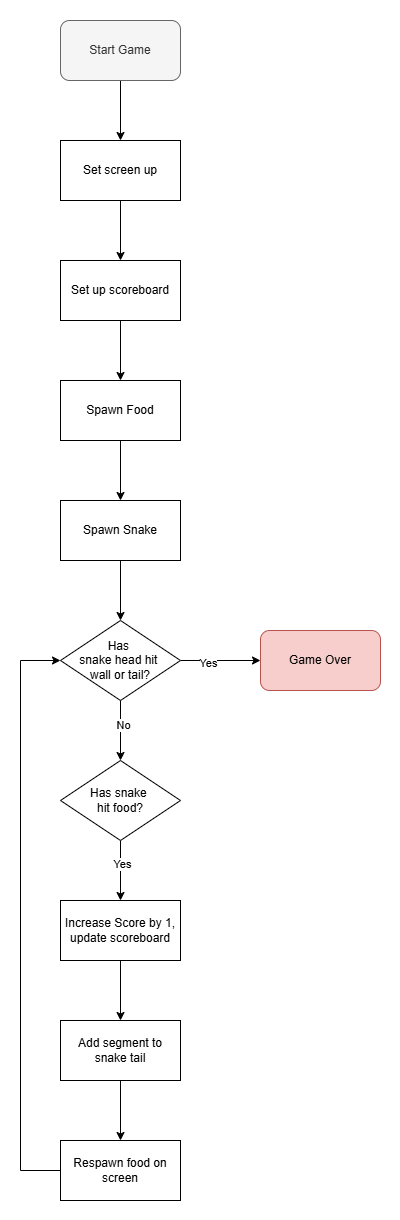 Start Game
Set screen up
Set up scoreboard
Spawn Food
Spawn Snake
Has
snake head hit
wall or tail?
Yes
Game Over
No
Has snake
hit food?
Yes
Increase Score by 1,
update scoreboard
Add segment to
snake tail
Respawn food on
screen